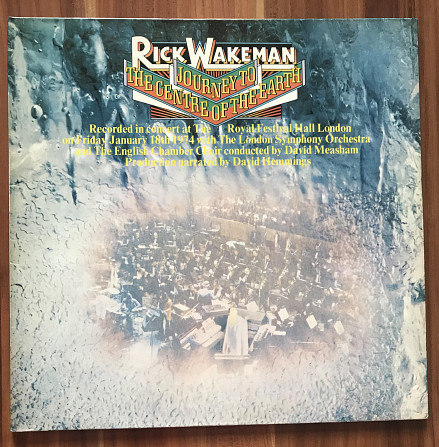 RICK WAKEMAN
JOURNEY TO
THE CENTRE OF THE EARTH
Recorded in concert at The Royal Festival Hall London
on Friday January 18th 1974 with The London Symphony Orchestra
and The English Chamber Choir conducted by David Measham
Production narrated by David Hemmings